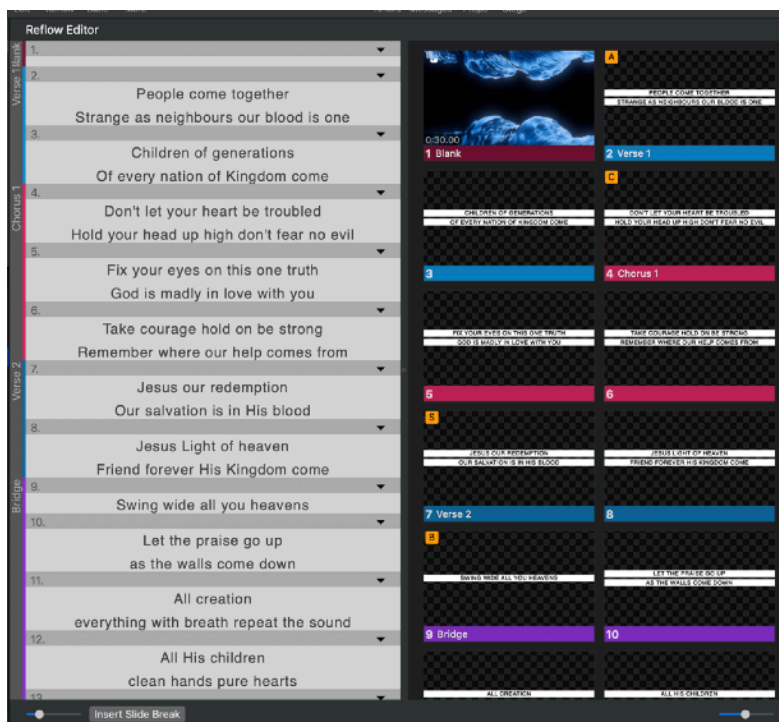 Reflow Editor
Blank
1.
Verse 1
2.
People come together
Strange as neighbours our blood is one
3.
Children of generations
Of every nation of Kingdom come
Chorus 1
4.
Don't let your heart be troubled
Hold your head up high don't fear no evil
5.
Fix your eyes on this one truth
God is madly in love with you
6.
Take courage hold on be strong
Remember where our help comes from
Verse 2
7.
Jesus our redemption
Our salvation is in His blood
8.
Jesus Light of heaven
Friend forever His Kingdom come
Bridge
9.
Swing wide all you heavens
10.
Let the praise go up
as the walls come down
11.
All creation
everything with breath repeat the sound
12.
All His children
clean hands pure hearts
13.
Insert Slide Break
0:30.00
1 Blank
A
PEOPLE COME TOGETHER
STRANGE AS NEIGHBOURS OUR BLOOD IS ONE
2 Verse 1
CHILDREN OF GENERATIONS
OF EVERY NATION OF KINGDOM COME
3
C
DON'T LET YOUR HEART BE TROUBLED
HOLD YOUR HEAD UP HIGH DON'T FEAR NO EVIL
4 Chorus 1
FIX YOUR EYES ON THIS ONE TRUTH
GOD IS MADLY IN LOVE WITH YOU
5
TAKE COURAGE HOLD ON BE STRONG
REMEMBER WHERE OUR HELP COMES FROM
6
S
JESUS OUR REDEMPTION
OUR SALVATION IS IN HIS BLOOD
7 Verse 2
JESUS LIGHT OF HEAVEN
FRIEND FOREVER HIS KINGDOM COME
8
B
SWING WIDE ALL YOU HEAVENS
9 Bridge
LET THE PRAISE GO UP
AS THE WALLS COME DOWN
10
ALL CREATION
ALL HIS CHILDREN